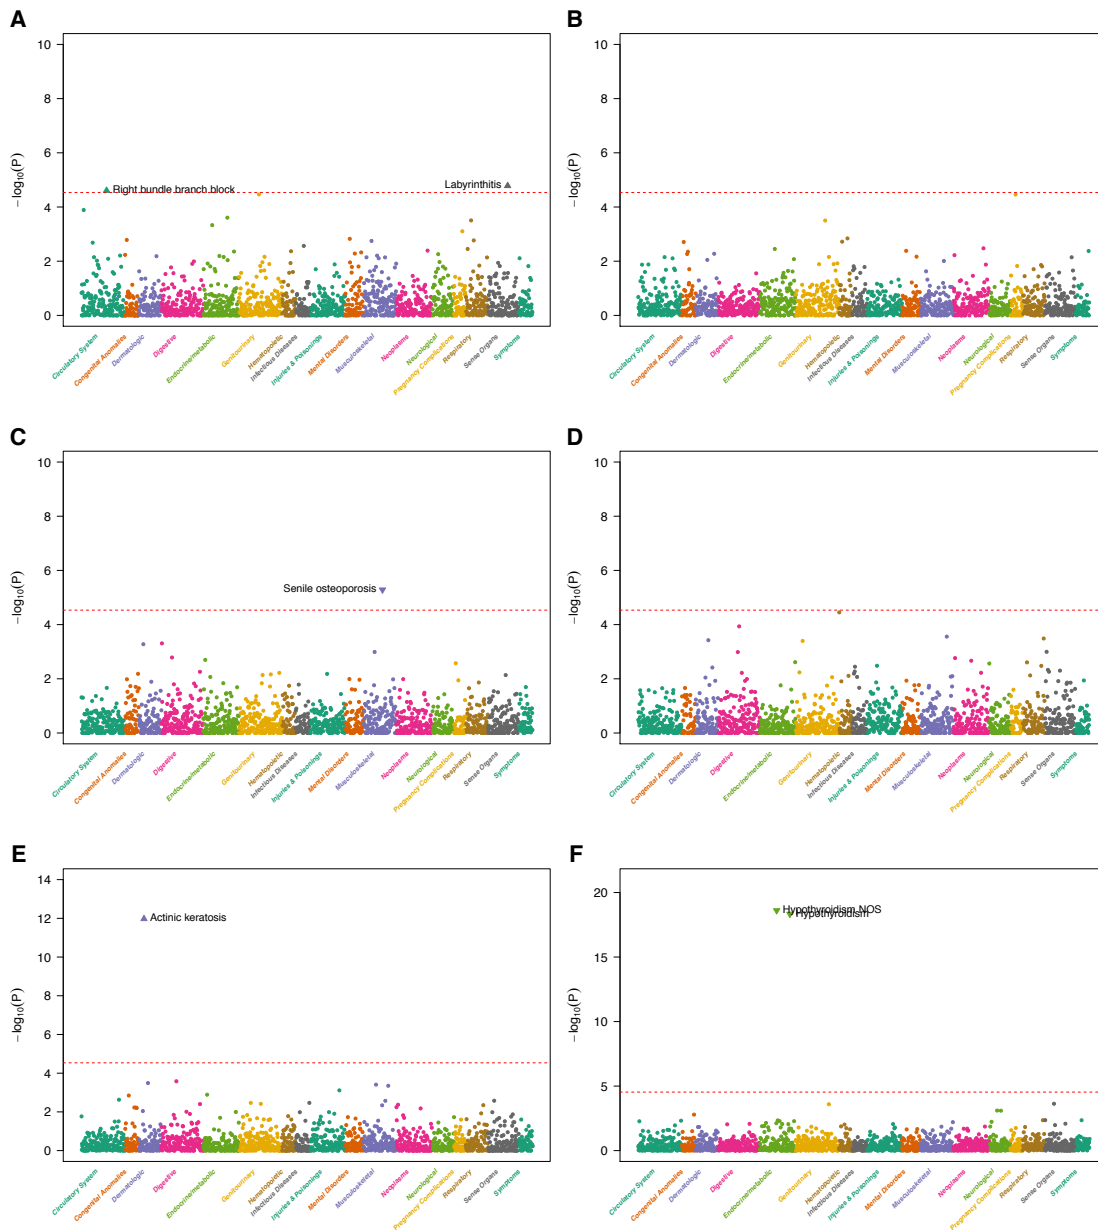 A
10
8
6
4
2
0
−log10(P)
Right bundle branch block
Labyrinthitis
Circulatory System
Congenital Anomalies
Dermatologic
Digestive
Endocrine/metabolic
Genitourinary
Hematopoietic
Infectious Diseases
Injuries & Poisonings
Mental Disorders
Musculoskeletal
Neoplasms
Neurological
Pregnancy Complications
Respiratory
Sense Organs
Symptoms
B
10
8
6
4
2
0
−log10(P)
Circulatory System
Congenital Anomalies
Dermatologic
Digestive
Endocrine/metabolic
Genitourinary
Hematopoietic
Infectious Diseases
Injuries & Poisonings
Mental Disorders
Musculoskeletal
Neoplasms
Neurological
Pregnancy Complications
Respiratory
Sense Organs
Symptoms
C
10
8
6
4
2
0
−log10(P)
Senile osteoporosis
Circulatory System
Congenital Anomalies
Dermatologic
Digestive
Endocrine/metabolic
Genitourinary
Hematopoietic
Infectious Diseases
Injuries & Poisonings
Mental Disorders
Musculoskeletal
Neoplasms
Neurological
Pregnancy Complications
Respiratory
Sense Organs
Symptoms
D
10
8
6
4
2
0
−log10(P)
Circulatory System
Congenital Anomalies
Dermatologic
Digestive
Endocrine/metabolic
Genitourinary
Hematopoietic
Infectious Diseases
Injuries & Poisonings
Mental Disorders
Musculoskeletal
Neoplasms
Neurological
Pregnancy Complications
Respiratory
Sense Organs
Symptoms
E
14
12
10
8
6
4
2
0
−log10(P)
Actinic keratosis
Circulatory System
Congenital Anomalies
Dermatologic
Digestive
Endocrine/metabolic
Genitourinary
Hematopoietic
Infectious Diseases
Injuries & Poisonings
Mental Disorders
Musculoskeletal
Neoplasms
Neurological
Pregnancy Complications
Respiratory
Sense Organs
Symptoms
F
20
15
10
5
0
−log10(P)
Hypothyroidism NOS
Hypothyroidism
Circulatory System
Congenital Anomalies
Dermatologic
Digestive
Endocrine/metabolic
Genitourinary
Hematopoietic
Infectious Diseases
Injuries & Poisonings
Mental Disorders
Musculoskeletal
Neoplasms
Neurological
Pregnancy Complications
Respiratory
Sense Organs
Symptoms